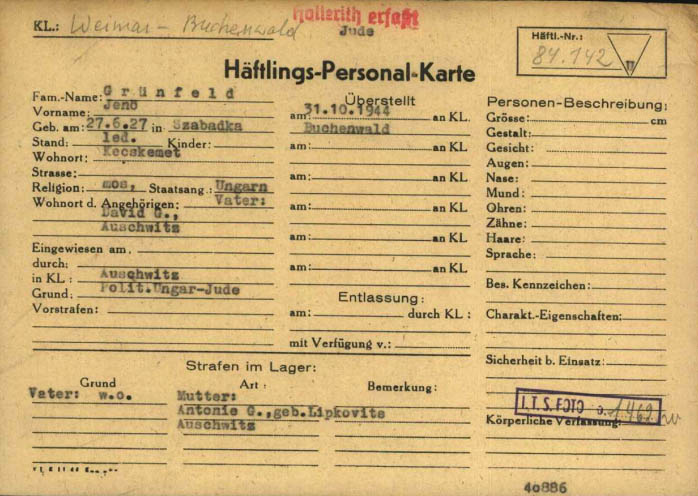 KL.: Weimar - Buchenwald
Hollerith erfaßt
Jude
Häftl.-Nr.:
84.142
U
Häftlings-Personal-Karte
Fam.-Name: Grünfeld
Vorname: Jenö
Geb. am: 27.6.27 in Szabadka
Stand: led. Kinder:
Wohnort: Kecskemet
Strasse:
Religion: mos, Staatsang.: Ungarn
Wohnort d. Angehörigen: Vater:
David G.,
Auschwitz
Eingewiesen am:
durch:
in KL: Auschwitz
Grund: Polit.Ungar-Jude
Vorstrafen:
Überstellt
am: 31.10.1944 an KL.
Buchenwald
am: an KL
am: an KL
am: an KL
am: an KL
am: an KL
Entlassung:
am: durch KL:
mit Verfügung v.:
Personen-Beschreibung:
Grösse: cm
Gestalt:
Gesicht:
Augen:
Nase:
Mund:
Ohren:
Zähne:
Haare:
Sprache:
Bes. Kennzeichen:
Charakt.-Eigenschaften:
Sicherheit b. Einsatz:
I.T.S. FOTO
Körperliche Verfassung:
Strafen im Lager:
Grund Art: Bemerkung:
Vater: w.o. Mutter:
Antonie G.,geb.Lipkovits
Auschwitz
40886